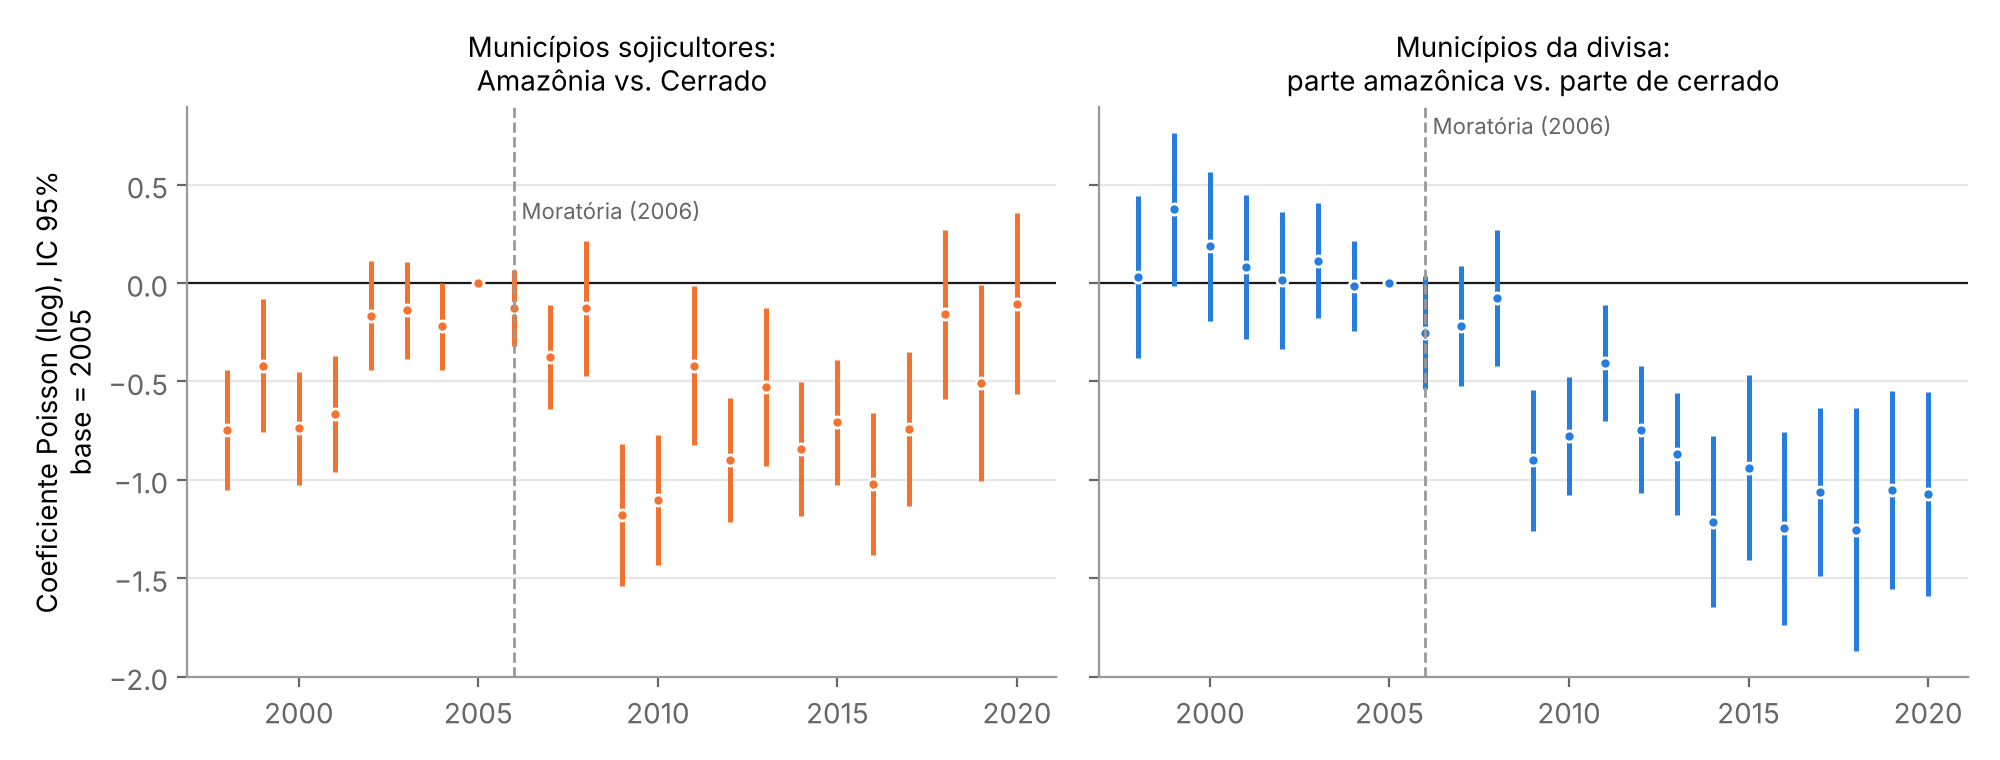 Municípios sojicultores:
Amazônia vs. Cerrado
Municípios da divisa:
parte amazônica vs. parte de cerrado
Coeficiente Poisson (log), IC 95%
base = 2005
0.5
0.0
−0.5
−1.0
−1.5
−2.0
Moratória (2006)
Moratória (2006)
2000 2005 2010 2015 2020
2000 2005 2010 2015 2020